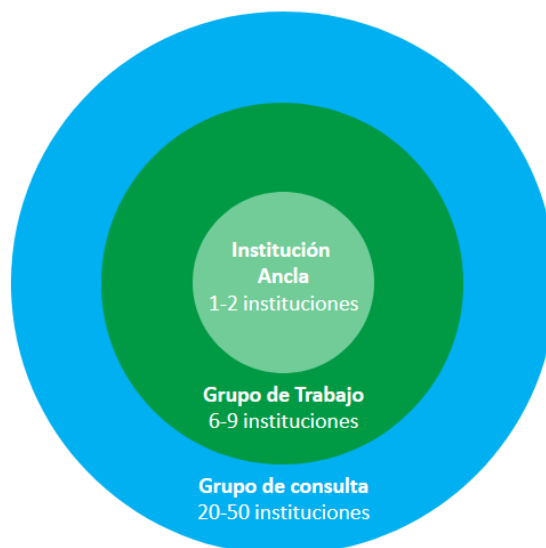 Institución
Ancla
1-2 instituciones
Grupo de Trabajo
6-9 instituciones
Grupo de consulta
20-50 instituciones